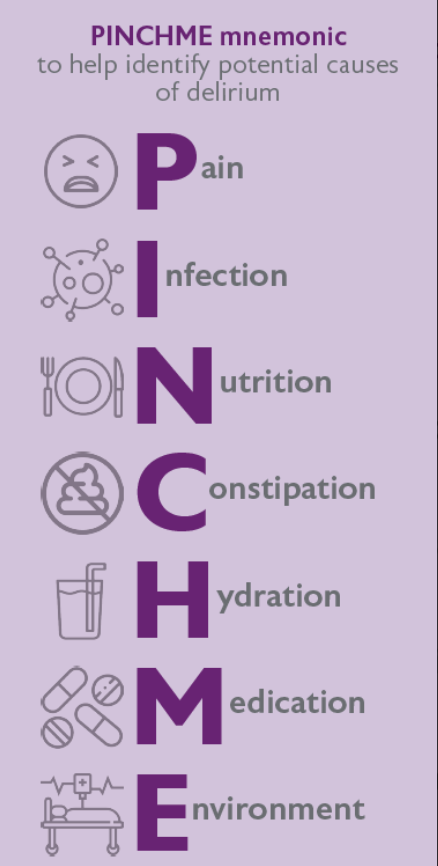 PINCHME mnemonic
to help identify potential causes
of delirium
Pain
Infection
Nutrition
Constipation
Hydration
Medication
Environment